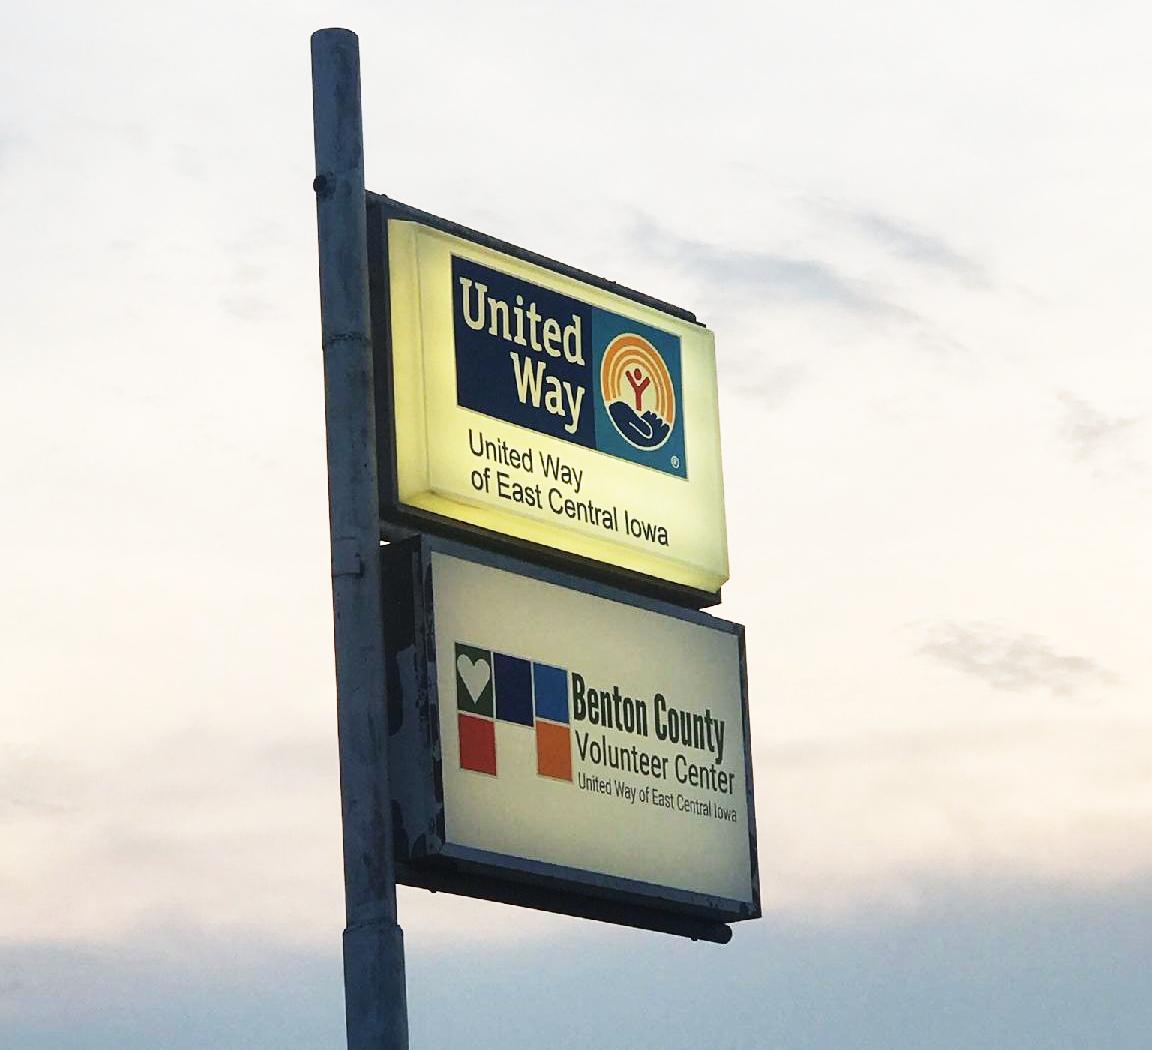 United
Way
®
United Way
of East Central Iowa
Benton County
Volunteer Center
United Way of East Central Iowa